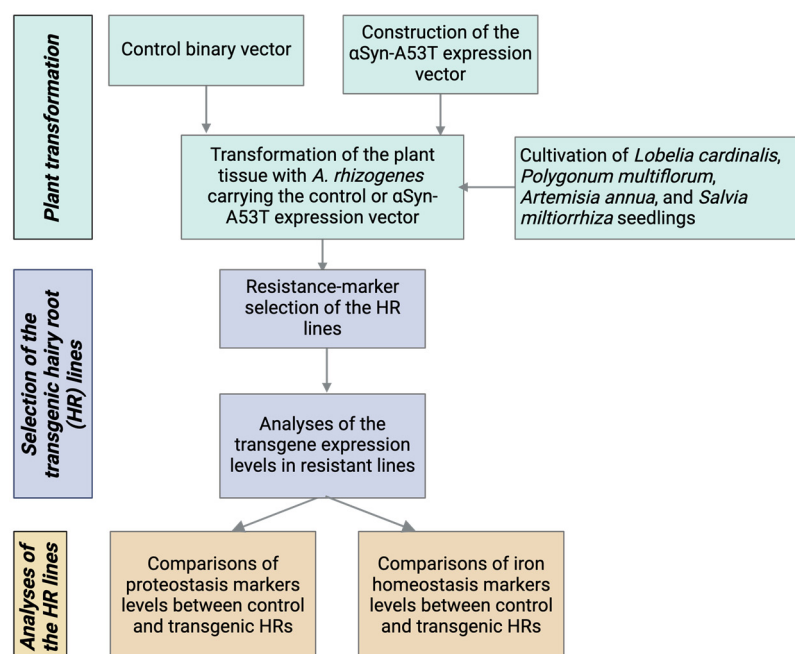 Plant transformation
Control binary vector
Construction of the
αSyn-A53T expression
vector
Transformation of the plant
tissue with A. rhizogenes
carrying the control or αSyn-
A53T expression vector
Cultivation of Lobelia cardinalis,
Polygonum multiflorum,
Artemisia annua, and Salvia
miltiorrhiza seedlings
Selection of the
transgenic hairy root
(HR) lines
Resistance-marker
selection of the HR
lines
Analyses of the
transgene expression
levels in resistant lines
Analyses of
the HR lines
Comparisons of
proteostasis markers
levels between control
and transgenic HRs
Comparisons of iron
homeostasis markers
levels between control
and transgenic HRs